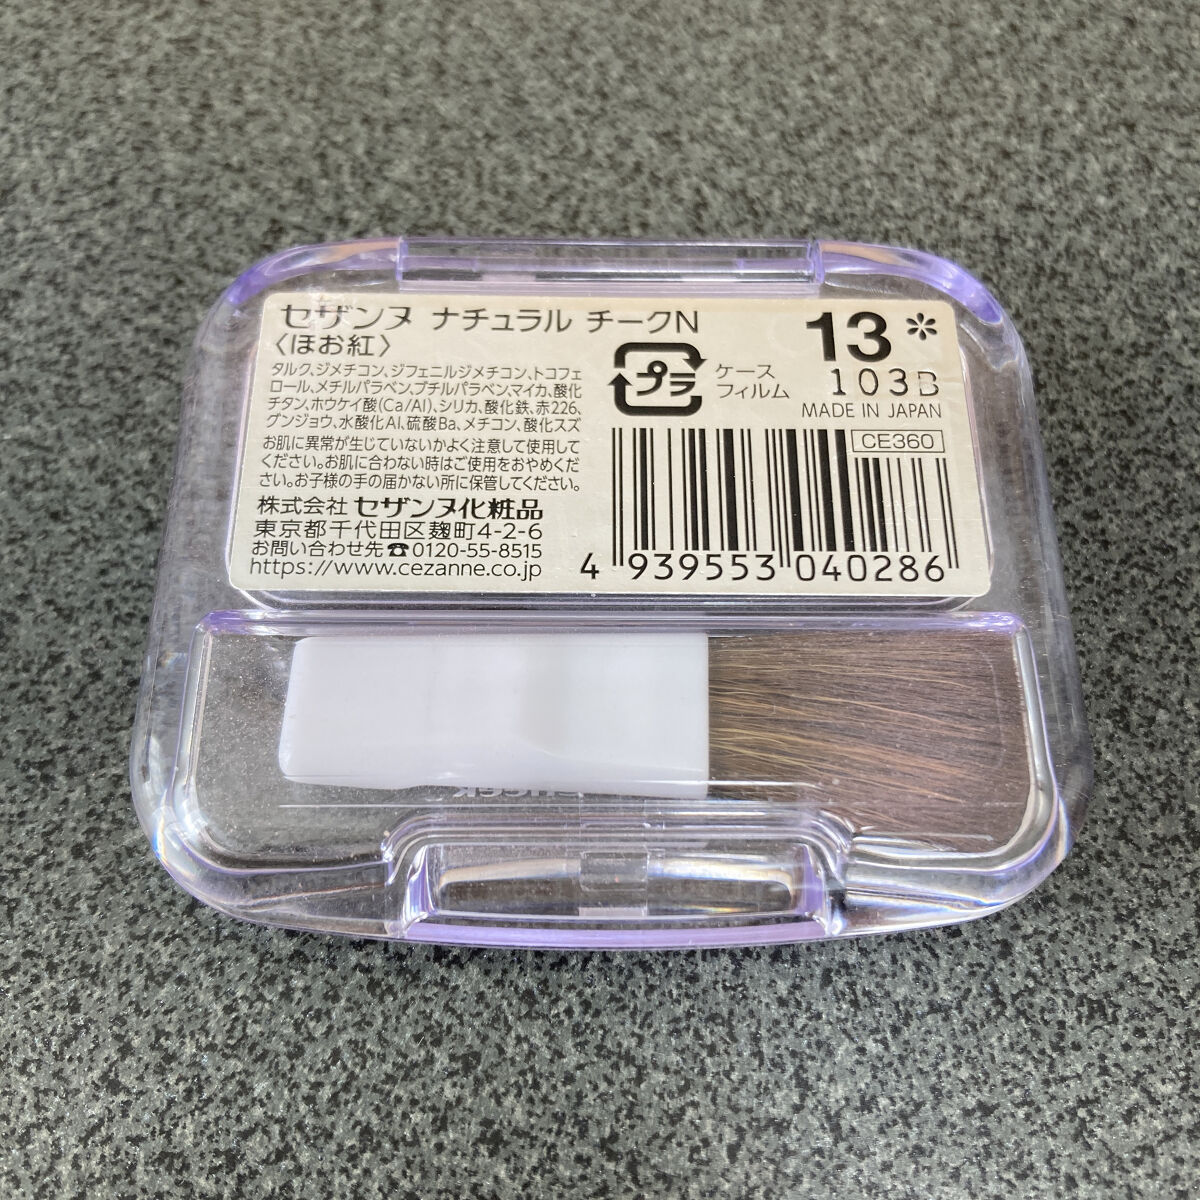 セザンヌ ナチュラル チークN
〈ほお紅〉
タルク、ジメチコン、ジフェニルジメチコン、トコフェ
ロール、メチルパラベン、ブチルパラベン、マイカ、酸化
チタン、ホウケイ酸(Ca/Al)、シリカ、酸化鉄、赤226、
グンジョウ、水酸化Al、硫酸Ba、メチコン、酸化スズ
お肌に異常が生じていないかよく注意して使用して
ください。お肌に合わない時はご使用をおやめくだ
さい。お子様の手の届かない所に保管してください。
株式会社 セザンヌ化粧品
東京都千代田区麹町4-2-6
お問い合わせ先☎0120-55-8515
https://www.cezanne.co.jp
プラ
ケース
フィルム
13*
103B
MADE IN JAPAN
CE360
4 939553 040286